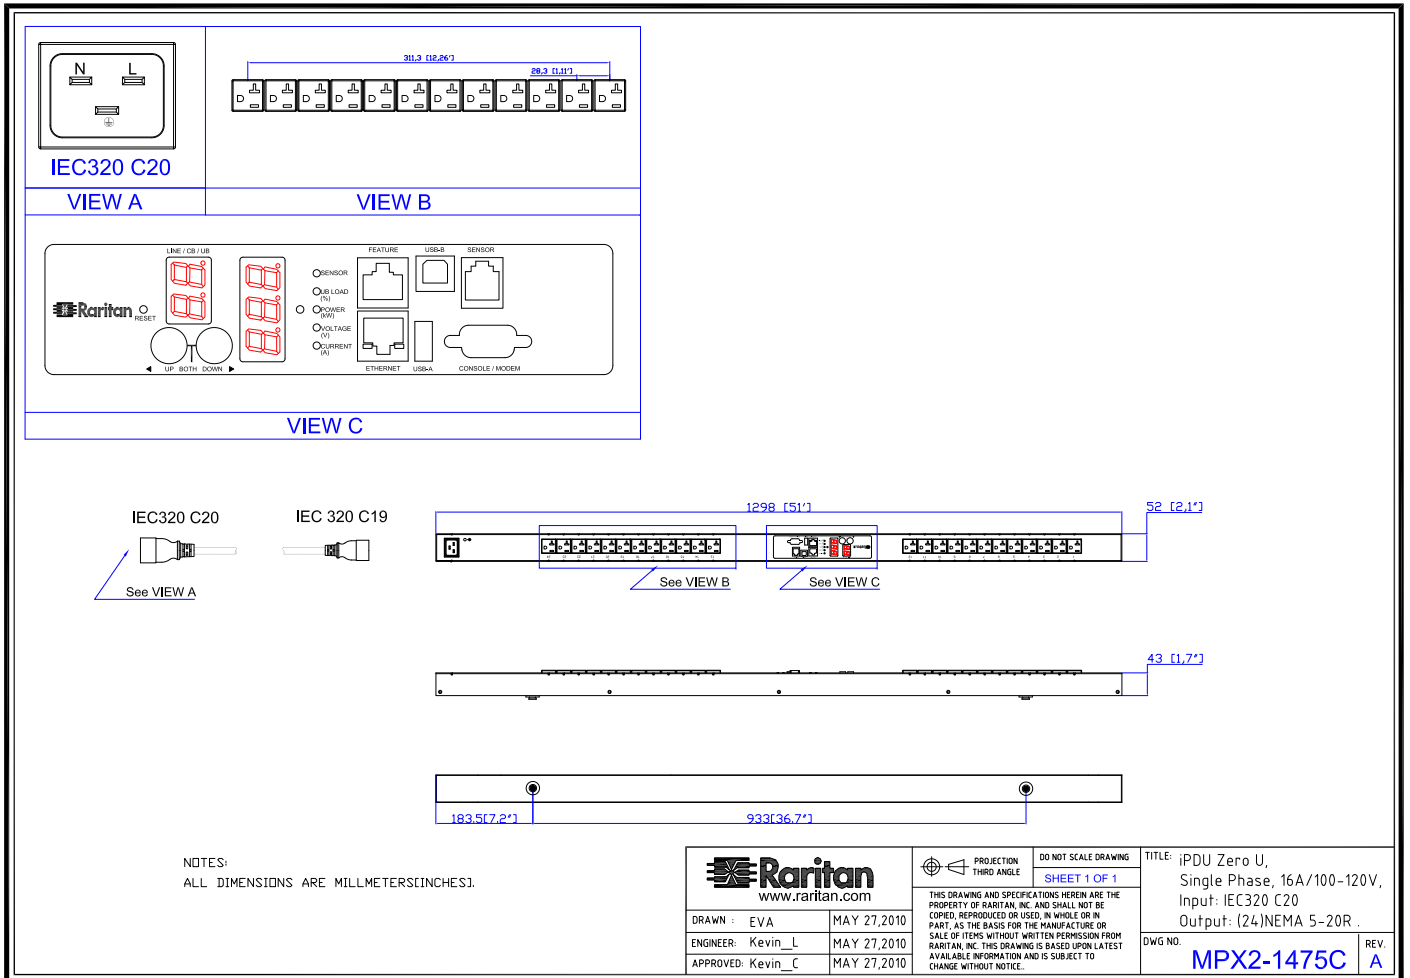 N L
IEC320 C20
VIEW A
311,3 [12,26']
28,3 [1,11']
VIEW B
LINE / CB / UB
Raritan
RESET
UP BOTH DOWN
SENSOR
UB LOAD
(%)
POWER
(kW)
VOLTAGE
(V)
CURRENT
(A)
FEATURE
USB-B
SENSOR
ETHERNET
USB-A
CONSOLE / MODEM
VIEW C
IEC320 C20
IEC 320 C19
See VIEW A
1298 [51']
52 [2,1"]
See VIEW B
See VIEW C
43 [1,7"]
183.5[7.2"]
933[36.7"]
NOTES:
ALL DIMENSIONS ARE MILLMETERS[INCHES].
Raritan
www.raritan.com
DRAWN : EVA MAY 27,2010
ENGINEER: Kevin_L MAY 27,2010
APPROVED: Kevin_C MAY 27,2010
PROJECTION
THIRD ANGLE
DO NOT SCALE DRAWING
SHEET 1 OF 1
THIS DRAWING AND SPECIFICATIONS HEREIN ARE THE
PROPERTY OF RARITAN, INC. AND SHALL NOT BE
COPIED, REPRODUCED OR USED, IN WHOLE OR IN
PART, AS THE BASIS FOR THE MANUFACTURE OR
SALE OF ITEMS WITHOUT WRITTEN PERMISSION FROM
RARITAN, INC. THIS DRAWING IS BASED UPON LATEST
AVAILABLE INFORMATION AND IS SUBJECT TO
CHANGE WITHOUT NOTICE..
TITLE: iPDU Zero U,
Single Phase, 16A/100-120V,
Input: IEC320 C20
Output: (24)NEMA 5-20R .
DWG NO. MPX2-1475C
REV. A